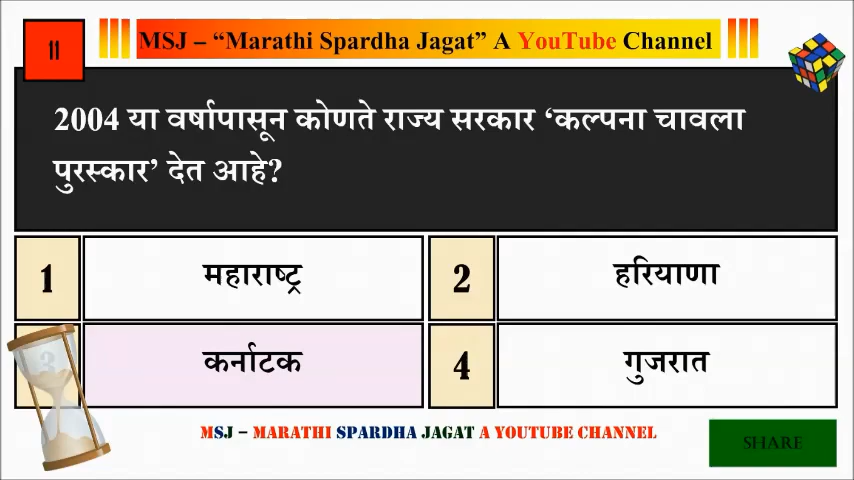 11
MSJ – “Marathi Spardha Jagat” A YouTube Channel
2004 या वर्षापासून कोणते राज्य सरकार ‘कल्पना चावला
पुरस्कार’ देत आहे?
1 महाराष्ट्र
2 हरियाणा
3 कर्नाटक
4 गुजरात
MSJ – MARATHI SPARDHA JAGAT A YOUTUBE CHANNEL
SHARE